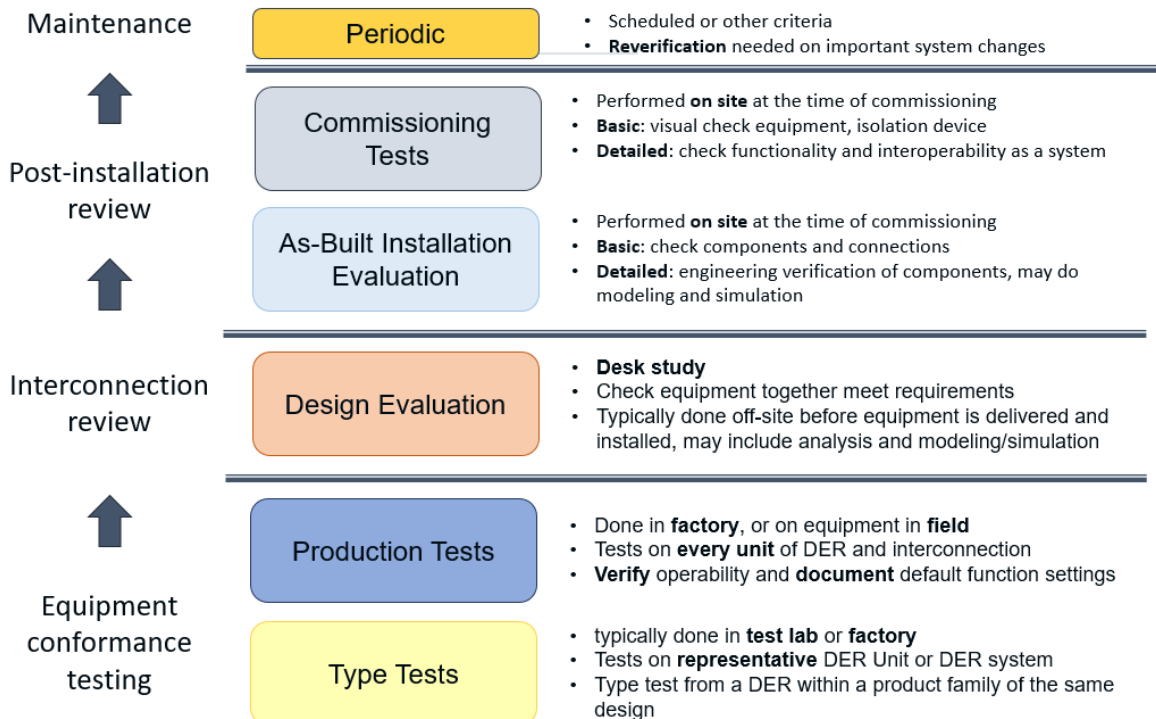 Maintenance
Periodic
• Scheduled or other criteria
• Reverification needed on important system changes
Post-installation
review
Commissioning
Tests
• Performed on site at the time of commissioning
• Basic: visual check equipment, isolation device
• Detailed: check functionality and interoperability as a system
As-Built Installation
Evaluation
• Performed on site at the time of commissioning
• Basic: check components and connections
• Detailed: engineering verification of components, may do
modeling and simulation
Interconnection
review
Design Evaluation
• Desk study
• Check equipment together meet requirements
• Typically done off-site before equipment is delivered and
installed, may include analysis and modeling/simulation
Equipment
conformance
testing
Production Tests
• Done in factory, or on equipment in field
• Tests on every unit of DER and interconnection
• Verify operability and document default function settings
Type Tests
• typically done in test lab or factory
• Tests on representative DER Unit or DER system
• Type test from a DER within a product family of the same
design